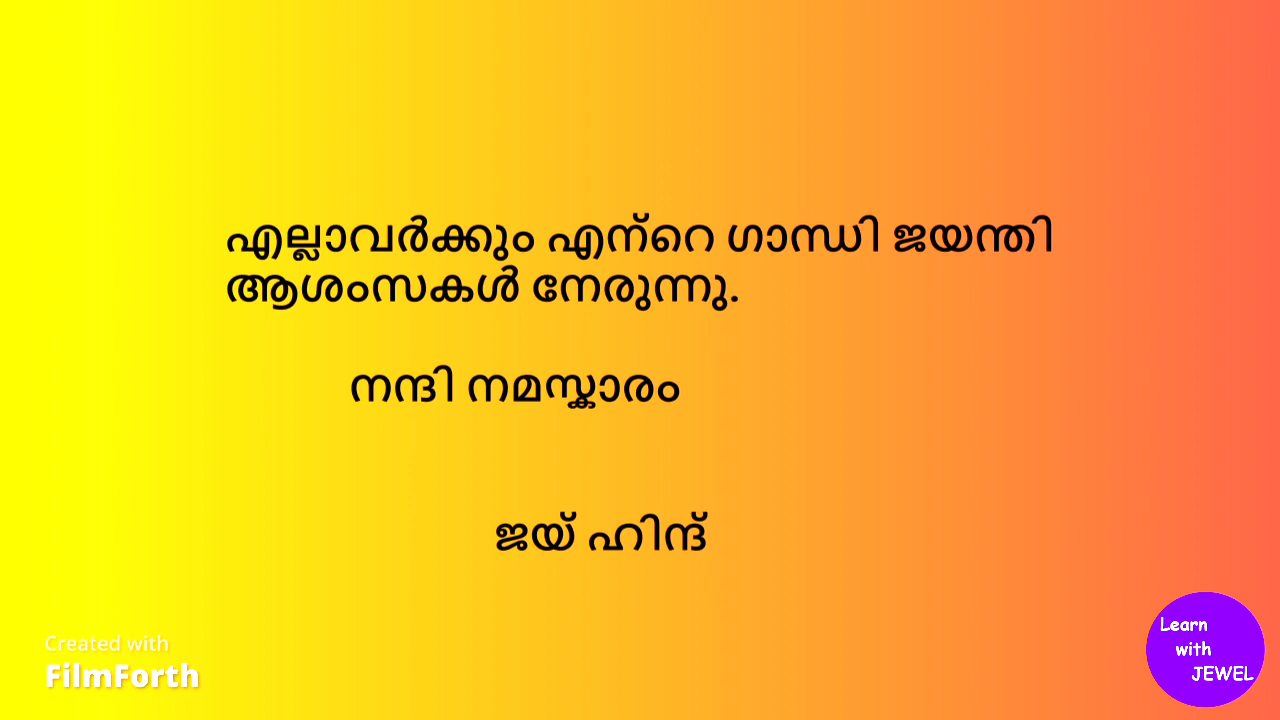 എല്ലാവർക്കും എന്റെ ഗാന്ധി ജയന്തി
ആശംസകൾ നേരുന്നു.
നന്ദി നമസ്കാരം
ജയ് ഹിന്ദ്
Created with
FilmForth
Learn
with
JEWEL